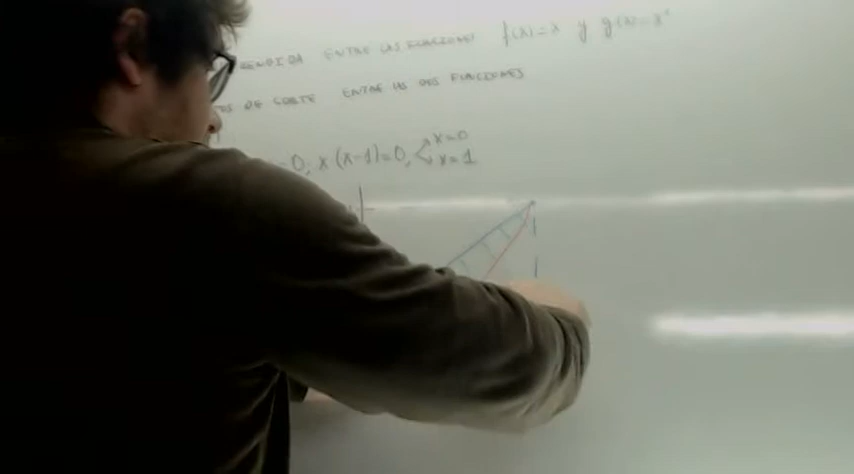 ENTRE LAS FUNCIONES f(x)=x y g(x)=x²
DE CORTE ENTRE LAS DOS FUNCIONES
=0; x(x-1)=0, x=0
x=1